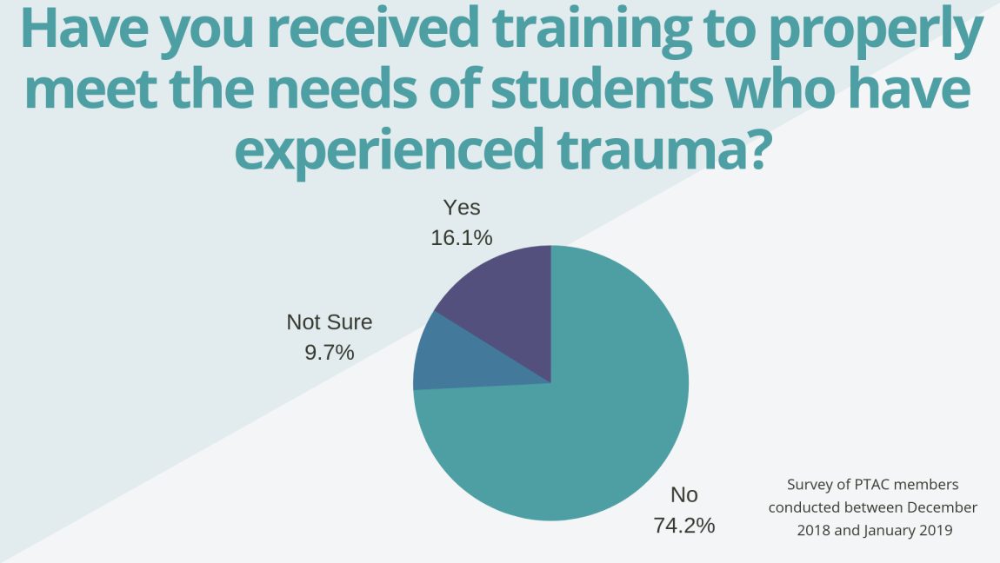 Have you received training to properly
meet the needs of students who have
experienced trauma?
Yes
16.1%
Not Sure
9.7%
No
74.2%
Survey of PTAC members
conducted between December
2018 and January 2019